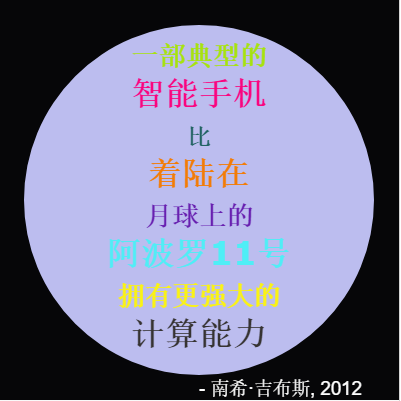 一部典型的
智能手机
比
着陆在
月球上的
阿波罗11号
拥有更强大的
计算能力
- 南希·吉布斯, 2012